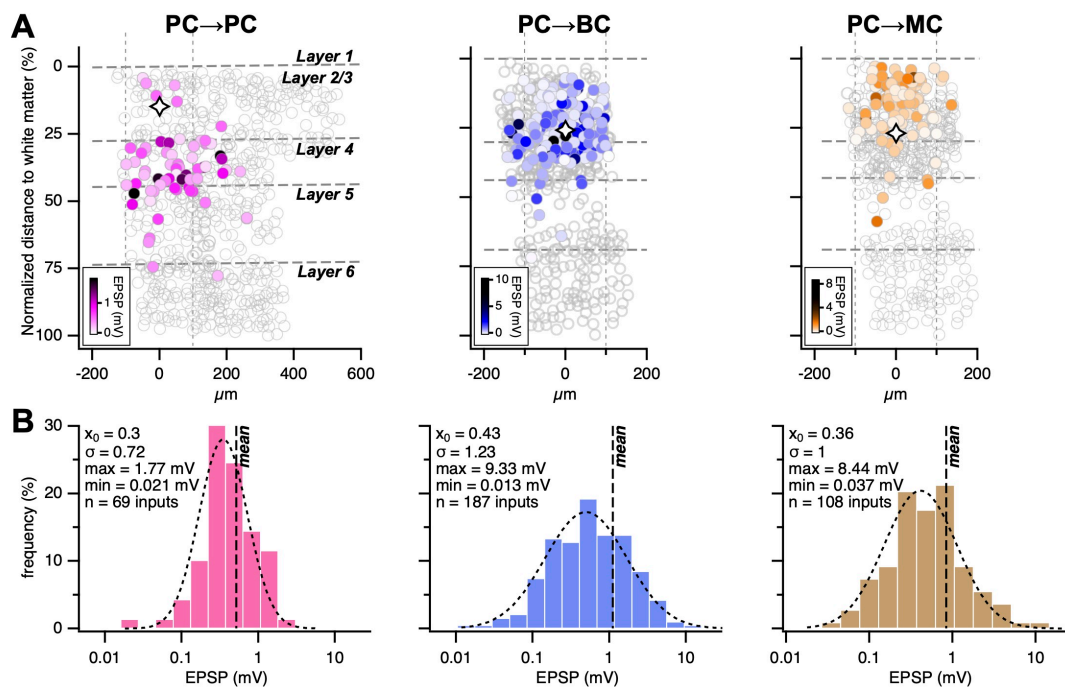 A
PC→PC
PC→BC
PC→MC
Normalized distance to white matter (%)
0
25
50
75
100
Layer 1
Layer 2/3
Layer 4
Layer 5
Layer 6
EPSP (mV)
1
0
-200
0
200
400
600
µm
EPSP (mV)
10
5
0
-200
0
200
µm
EPSP (mV)
8
4
0
-200
0
200
µm
B
frequency (%)
30
20
10
0
x0 = 0.3
σ = 0.72
max = 1.77 mV
min = 0.021 mV
n = 69 inputs
mean
0.01
0.1
1
10
EPSP (mV)
x0 = 0.43
σ = 1.23
max = 9.33 mV
min = 0.013 mV
n = 187 inputs
mean
0.01
0.1
1
10
EPSP (mV)
x0 = 0.36
σ = 1
max = 8.44 mV
min = 0.037 mV
n = 108 inputs
mean
0.01
0.1
1
10
EPSP (mV)